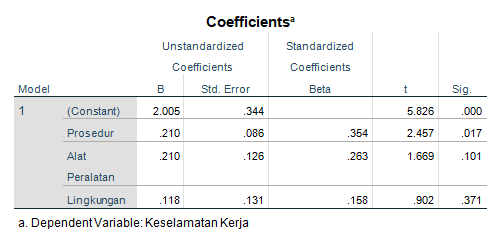 Coefficientsa
Unstandardized Coefficients Standardized Coefficients
Model B Std. Error Beta t Sig.
1 (Constant) 2.005 .344 5.826 .000
Prosedur .210 .086 .354 2.457 .017
Alat Peralatan .210 .126 .263 1.669 .101
Lingkungan .118 .131 .158 .902 .371
a. Dependent Variable: Keselamatan Kerja